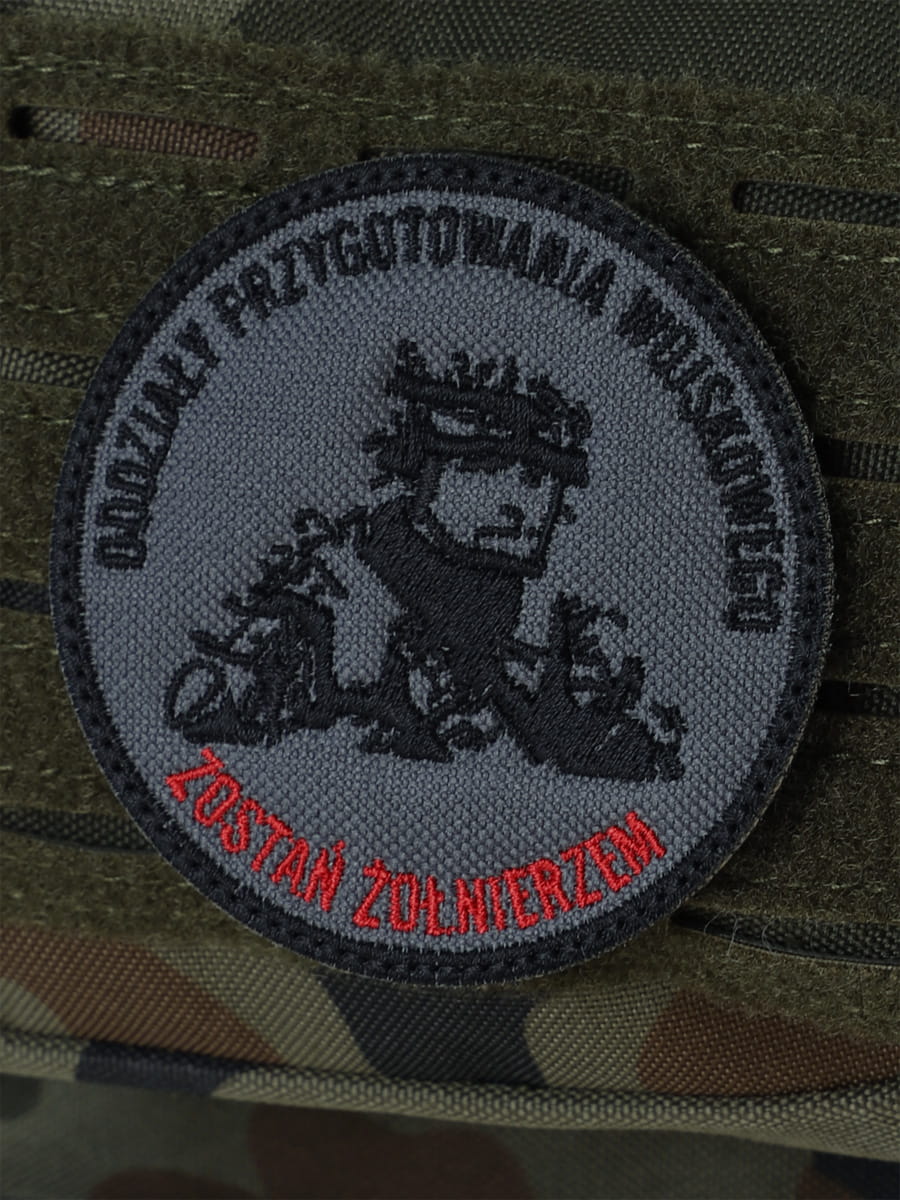 ODDZIAŁY PRZYGOTOWANIA WOJSKOWEGO
ZOSTAŃ ŻOŁNIERZEM